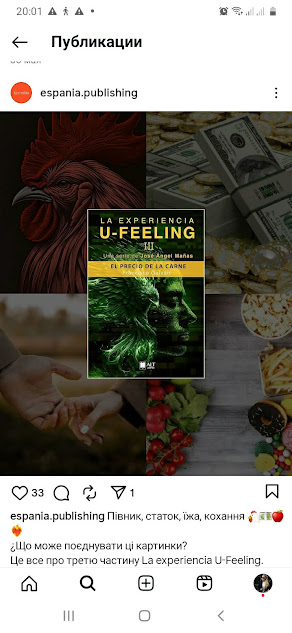 20:01
Публикации
espania.publishing
LA EXPERIENCIA
U-FEELING
III
Una serie de José Ángel Mañas
EL PRECIO DE LA CARNE
ALT
33
1
espania.publishing Півник, статок, їжа, кохання
¿Що може поєднувати ці картинки?
Це все про третю частину La experiencia U-Feeling.